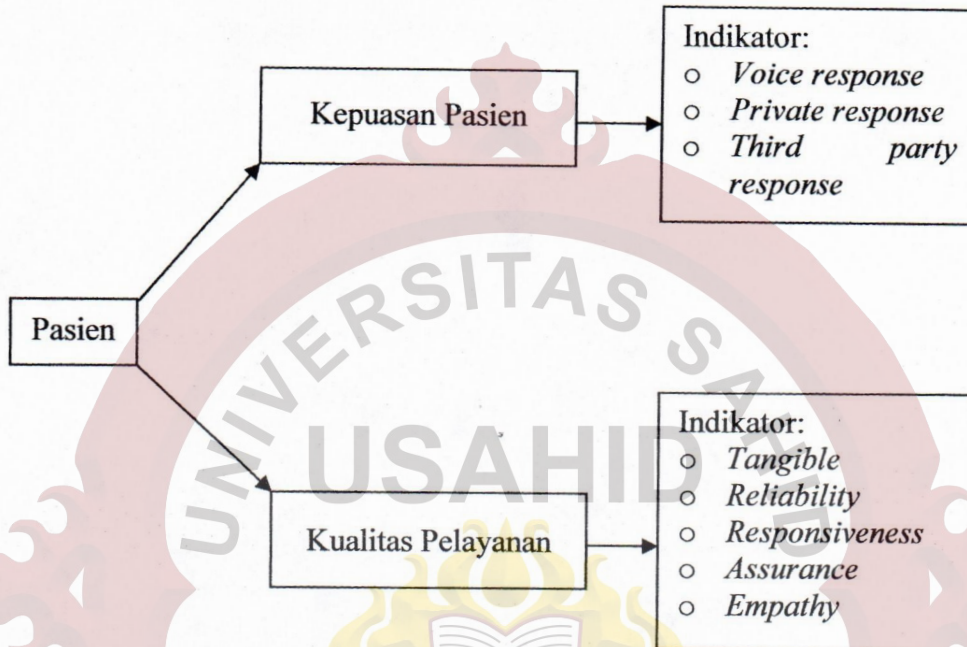 Indikator:
○ Voice response
○ Private response
○ Third party
response
Kepuasan Pasien
Pasien
UNIVERSITAS SAHID
USAHID
Indikator:
○ Tangible
○ Reliability
○ Responsiveness
○ Assurance
○ Empathy
Kualitas Pelayanan